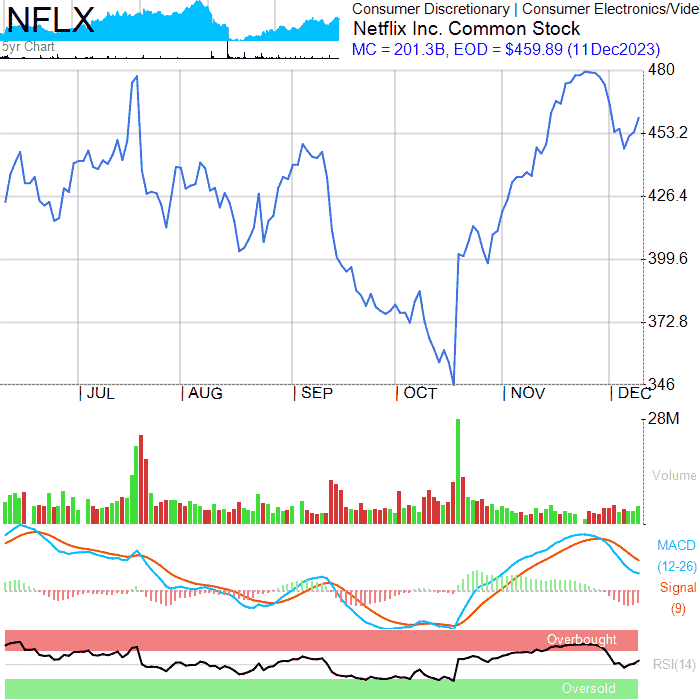 NFLX
5yr Chart
Consumer Discretionary | Consumer Electronics/Vide
Netflix Inc. Common Stock
MC = 201.3B, EOD = $459.89 (11Dec2023)
480
453.2
426.4
399.6
372.8
346
JUL AUG SEP OCT NOV DEC
28M
Volume
MACD
(12-26)
Signal
(9)
Overbought
RSI(14)
Oversold